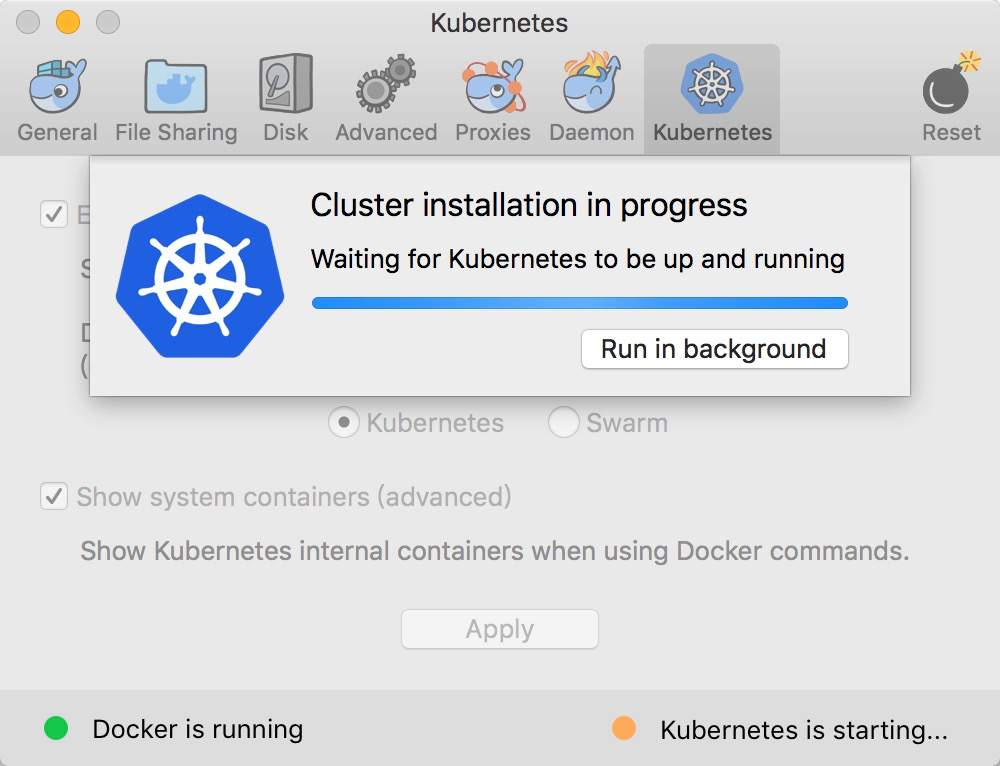 Kubernetes
General
File Sharing
Disk
Advanced
Proxies
Daemon
Kubernetes
Reset
Cluster installation in progress
Waiting for Kubernetes to be up and running
Run in background
Kubernetes
Swarm
Show system containers (advanced)
Show Kubernetes internal containers when using Docker commands.
Apply
Docker is running
Kubernetes is starting...